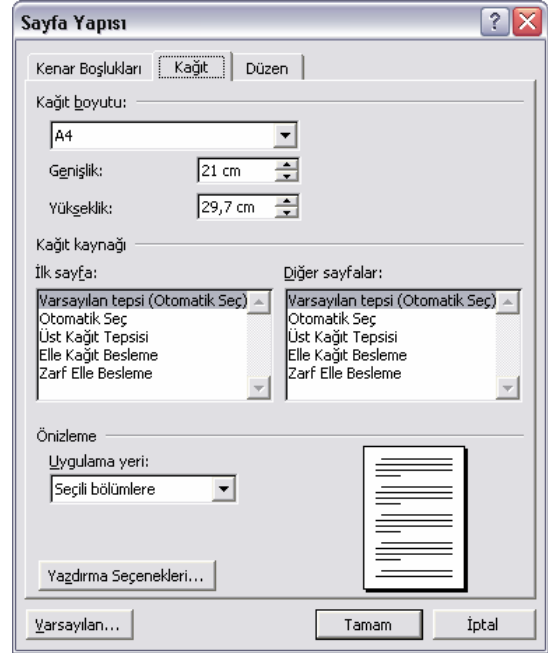 Sayfa Yapısı
Kenar Boşlukları Kağıt Düzen
Kağıt boyutu:
A4
Genişlik: 21 cm
Yükseklik: 29,7 cm
Kağıt kaynağı
İlk sayfa: Diğer sayfalar:
Varsayılan tepsi (Otomatik Seç) Varsayılan tepsi (Otomatik Seç)
Otomatik Seç Otomatik Seç
Üst Kağıt Tepsisi Üst Kağıt Tepsisi
Elle Kağıt Besleme Elle Kağıt Besleme
Zarf Elle Besleme Zarf Elle Besleme
Önizleme
Uygulama yeri:
Seçili bölümlere
Yazdırma Seçenekleri...
Varsayılan... Tamam İptal